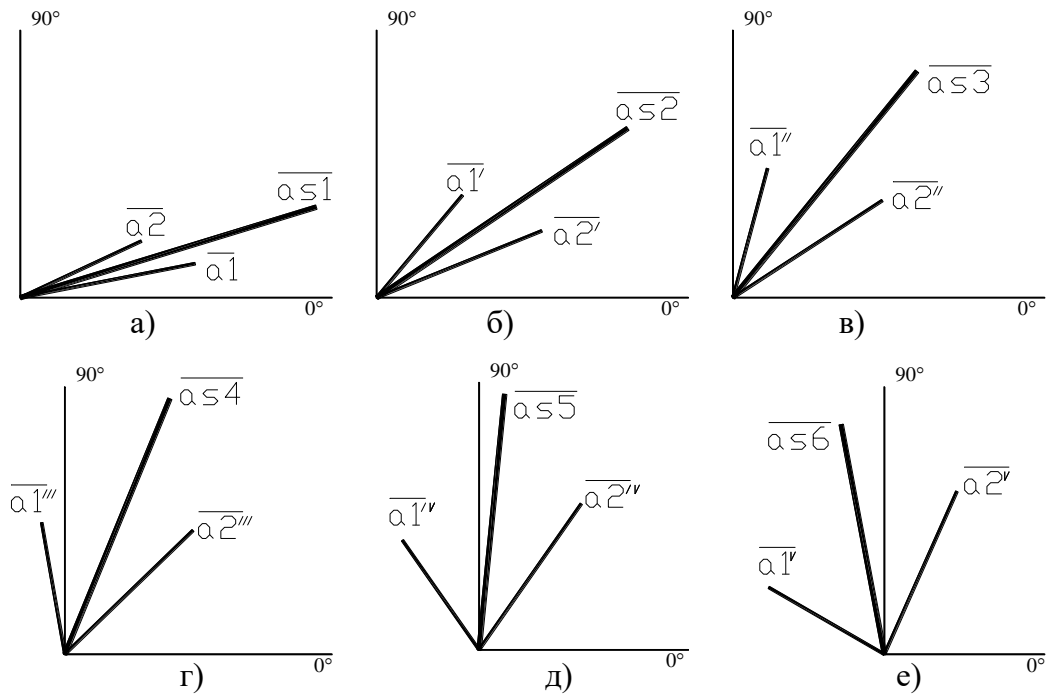 90°
as1
a2
a1
0°
а)
90°
as2
a1′
a2′
0°
б)
90°
as3
a1″
a2″
0°
в)
90°
as4
a1‴
a2‴
0°
г)
90°
as5
a1′ᵛ
a2′ᵛ
0°
д)
90°
as6
a2ᵛ
a1ᵛ
0°
е)